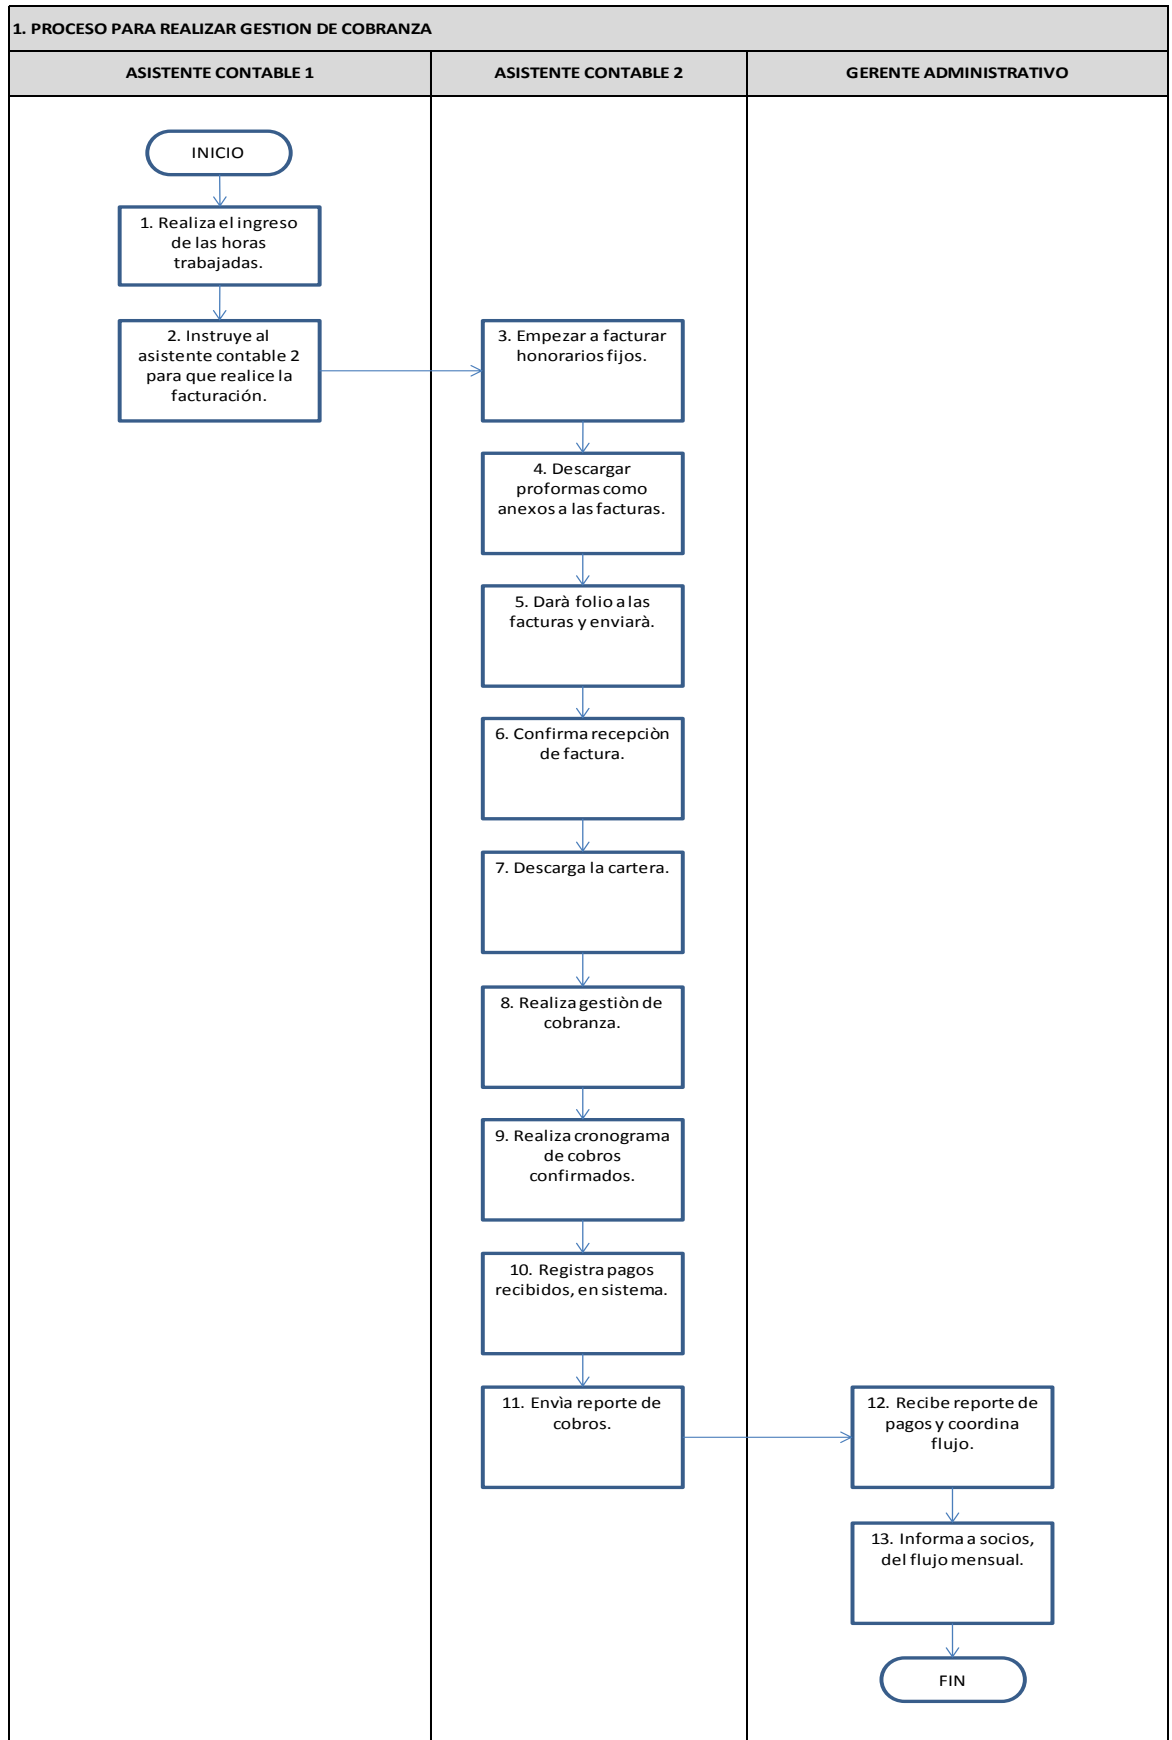 1. PROCESO PARA REALIZAR GESTION DE COBRANZA
ASISTENTE CONTABLE 1
ASISTENTE CONTABLE 2
GERENTE ADMINISTRATIVO
INICIO
1. Realiza el ingreso
de las horas
trabajadas.
2. Instruye al
asistente contable 2
para que realice la
facturación.
3. Empezar a facturar
honorarios fijos.
4. Descargar
proformas como
anexos a las facturas.
5. Darà folio a las
facturas y enviarà.
6. Confirma recepciòn
de factura.
7. Descarga la cartera.
8. Realiza gestiòn de
cobranza.
9. Realiza cronograma
de cobros
confirmados.
10. Registra pagos
recibidos, en sistema.
11. Envìa reporte de
cobros.
12. Recibe reporte de
pagos y coordina
flujo.
13. Informa a socios,
del flujo mensual.
FIN